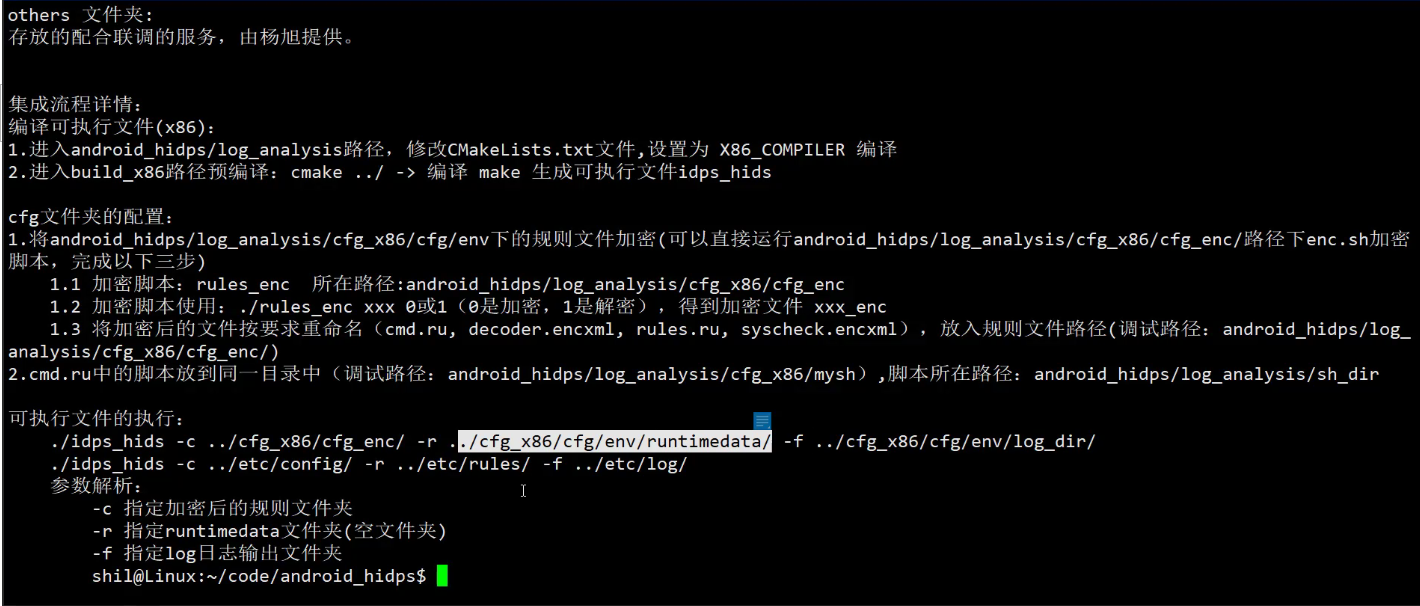 others 文件夹:
存放的配合联调的服务，由杨旭提供。
集成流程详情:
编译可执行文件(x86):
1.进入android_hidps/log_analysis路径，修改CMakeLists.txt文件,设置为 X86_COMPILER 编译
2.进入build_x86路径预编译: cmake ../ -> 编译 make 生成可执行文件idps_hids
cfg文件夹的配置:
1.将android_hidps/log_analysis/cfg_x86/cfg/env下的规则文件加密(可以直接运行android_hidps/log_analysis/cfg_x86/cfg_enc/路径下enc.sh加密
脚本，完成以下三步)
1.1 加密脚本: rules_enc  所在路径:android_hidps/log_analysis/cfg_x86/cfg_enc
1.2 加密脚本使用: ./rules_enc xxx 0或1（0是加密，1是解密），得到加密文件 xxx_enc
1.3 将加密后的文件按要求重命名（cmd.ru, decoder.encxml, rules.ru, syscheck.encxml），放入规则文件路径(调试路径: android_hidps/log_
analysis/cfg_x86/cfg_enc/)
2.cmd.ru中的脚本放到同一目录中（调试路径: android_hidps/log_analysis/cfg_x86/mysh）,脚本所在路径: android_hidps/log_analysis/sh_dir
可执行文件的执行:
./idps_hids -c ../cfg_x86/cfg_enc/ -r ../cfg_x86/cfg/env/runtimedata/ -f ../cfg_x86/cfg/env/log_dir/
./idps_hids -c ../etc/config/ -r ../etc/rules/ -f ../etc/log/
参数解析:
-c 指定加密后的规则文件夹
-r 指定runtimedata文件夹(空文件夹)
-f 指定log日志输出文件夹
shil@Linux:~/code/android_hidps$